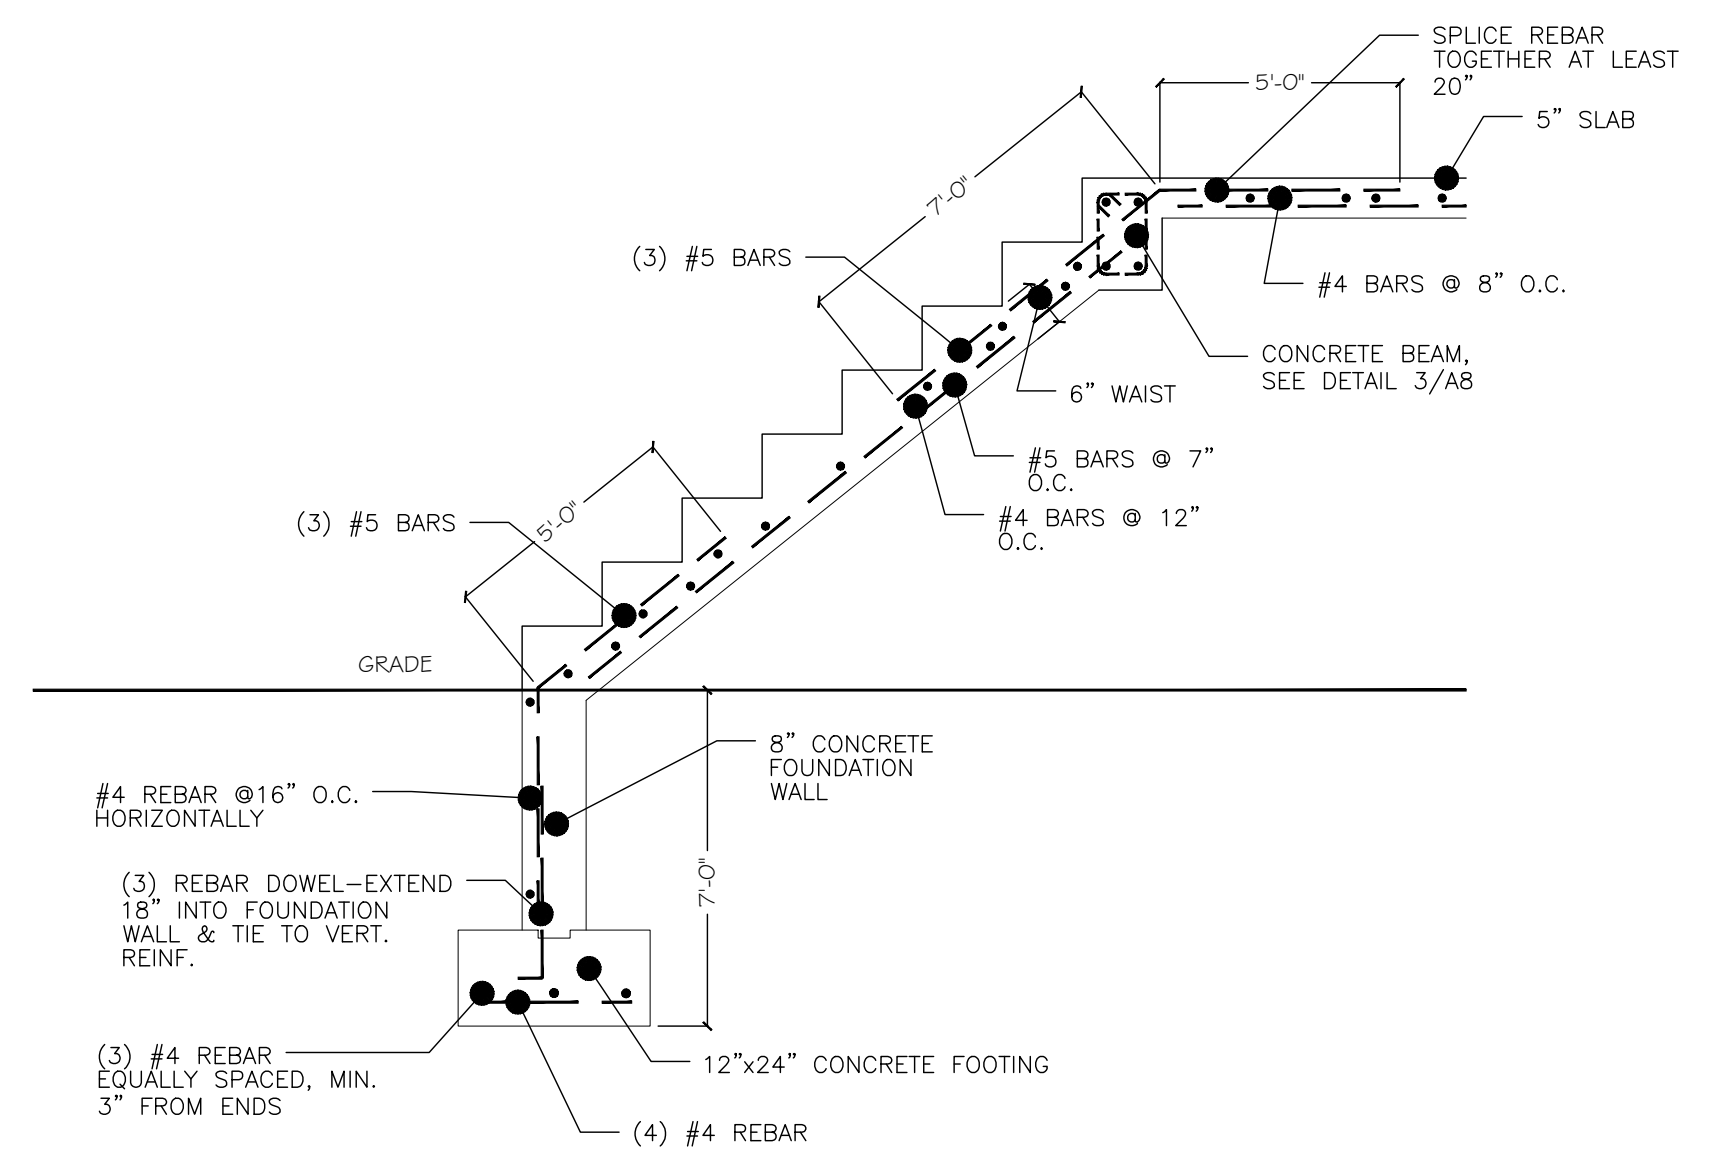 SPLICE REBAR
TOGETHER AT LEAST
20”
5'-0"
5” SLAB
7'-0"
(3) #5 BARS
#4 BARS @ 8” O.C.
CONCRETE BEAM,
SEE DETAIL 3/A8
6” WAIST
#5 BARS @ 7”
O.C.
#4 BARS @ 12”
O.C.
(3) #5 BARS
5'-0"
GRADE
8” CONCRETE
FOUNDATION
WALL
#4 REBAR @16” O.C.
HORIZONTALLY
(3) REBAR DOWEL–EXTEND
18” INTO FOUNDATION
WALL & TIE TO VERT.
REINF.
7'-0"
(3) #4 REBAR
EQUALLY SPACED, MIN.
3” FROM ENDS
12”x24” CONCRETE FOOTING
(4) #4 REBAR